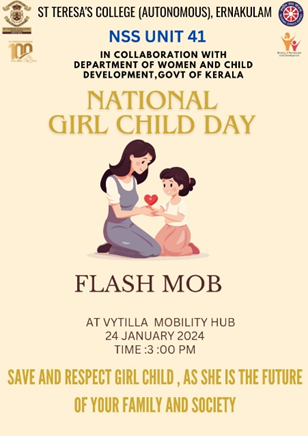 ST TERESA'S COLLEGE (AUTONOMOUS), ERNAKULAM
NSS UNIT 41
IN COLLABORATION WITH
DEPARTMENT OF WOMEN AND CHILD
DEVELOPMENT,GOVT OF KERALA
NATIONAL
GIRL CHILD DAY
FLASH MOB
AT VYTILLA MOBILITY HUB
24 JANUARY 2024
TIME :3 :00 PM
SAVE AND RESPECT GIRL CHILD , AS SHE IS THE FUTURE
OF YOUR FAMILY AND SOCIETY